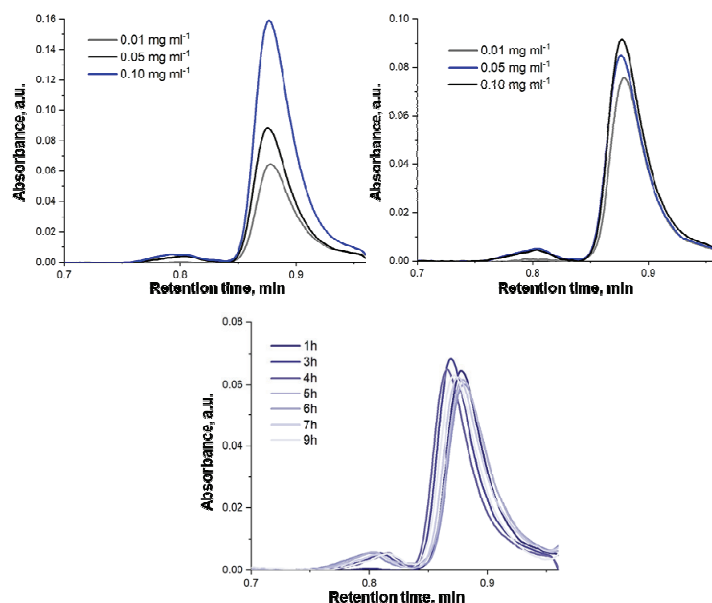 0.16
0.14
0.12
0.10
0.08
0.06
0.04
0.02
0.00
Absorbance, a.u.
0.01 mg ml⁻¹
0.05 mg ml⁻¹
0.10 mg ml⁻¹
0.7
0.8
0.9
Retention time, min
0.10
0.08
0.06
0.04
0.02
0.00
Absorbance, a.u.
0.01 mg ml⁻¹
0.05 mg ml⁻¹
0.10 mg ml⁻¹
0.7
0.8
0.9
Retention time, min
0.08
0.06
0.04
0.02
0.00
Absorbance, a.u.
1h
3h
4h
5h
6h
7h
9h
0.7
0.8
0.9
Retention time, min